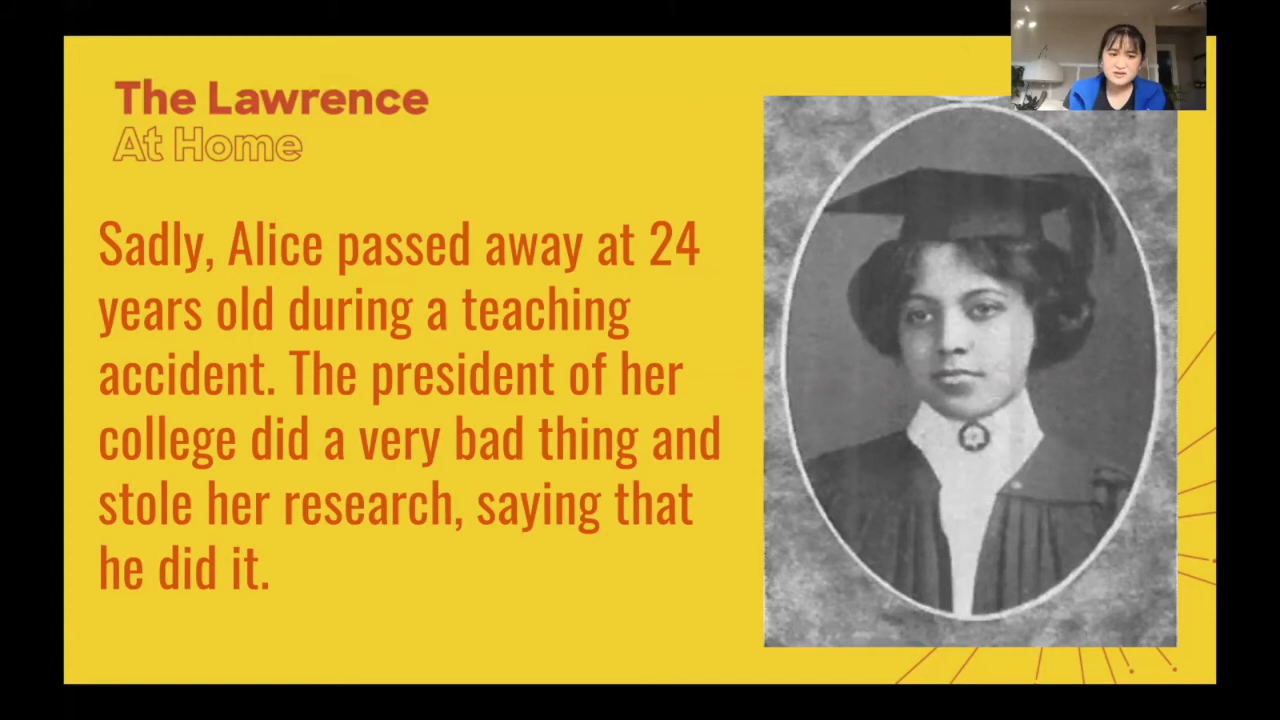 The Lawrence
At Home
Sadly, Alice passed away at 24
years old during a teaching
accident. The president of her
college did a very bad thing and
stole her research, saying that
he did it.